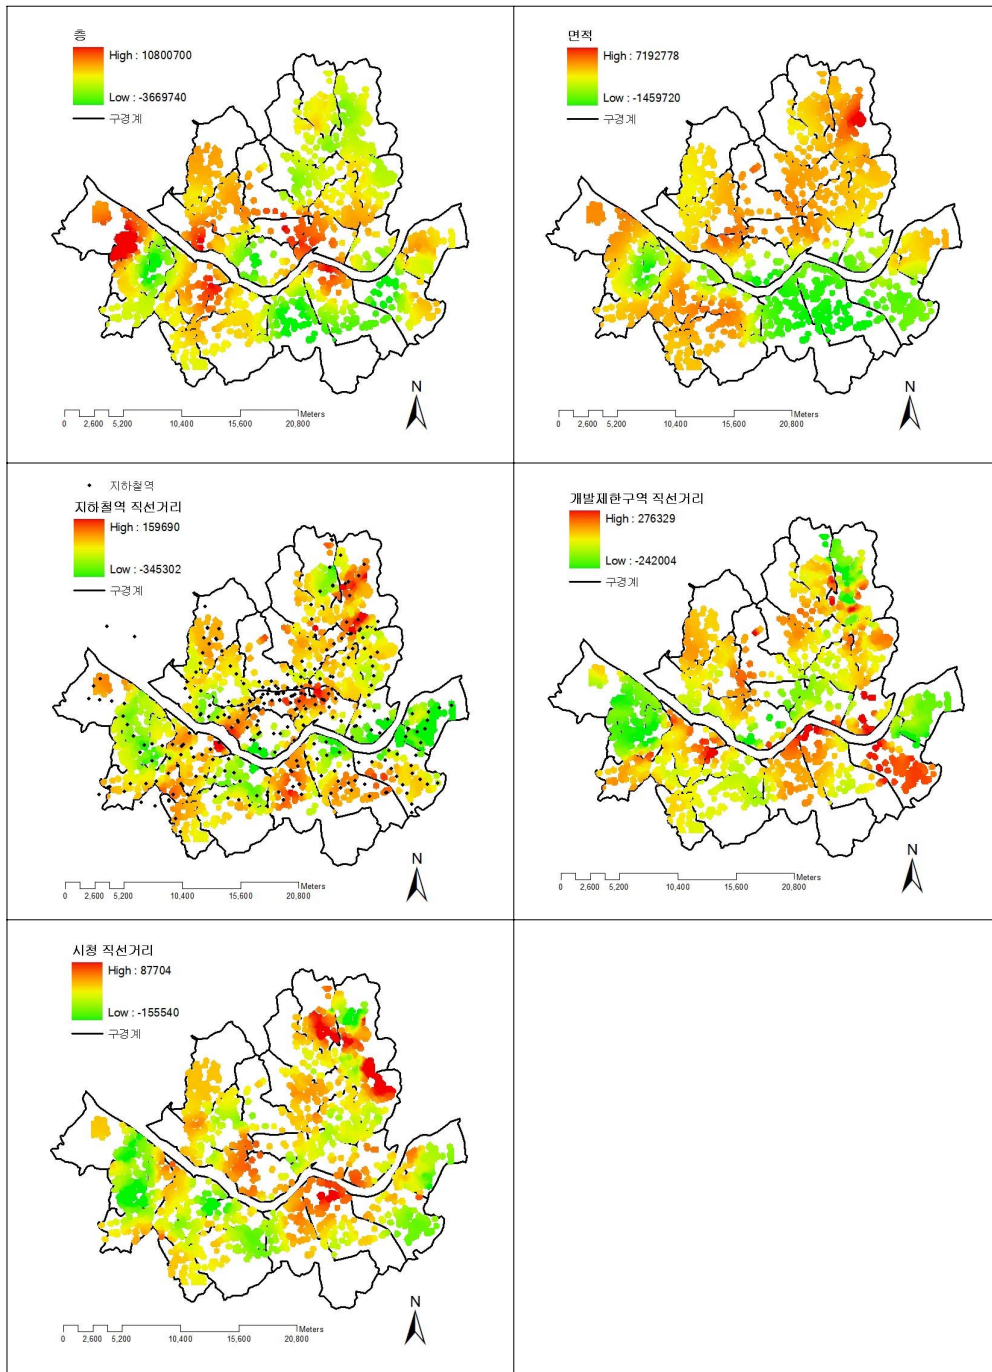 층
High : 10800700
Low : -3669740
구경계
N
Meters
0 2,600 5,200 10,400 15,600 20,800
면적
High : 7192778
Low : -1459720
구경계
N
Meters
0 2,600 5,200 10,400 15,600 20,800
지하철역
지하철역 직선거리
High : 159690
Low : -345302
구경계
N
Meters
0 2,600 5,200 10,400 15,600 20,800
개발제한구역 직선거리
High : 276329
Low : -242004
구경계
N
Meters
0 2,600 5,200 10,400 15,600 20,800
시청 직선거리
High : 87704
Low : -155540
구경계
N
Meters
0 2,600 5,200 10,400 15,600 20,800